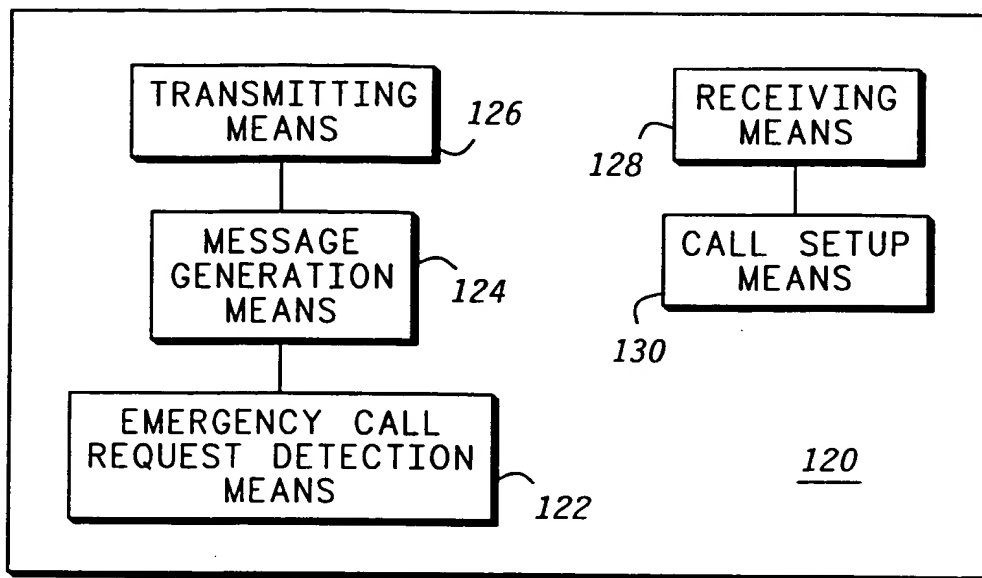 TRANSMITTING
MEANS
126
MESSAGE
GENERATION
MEANS
124
EMERGENCY CALL
REQUEST DETECTION
MEANS
122
RECEIVING
MEANS
128
CALL SETUP
MEANS
130
120